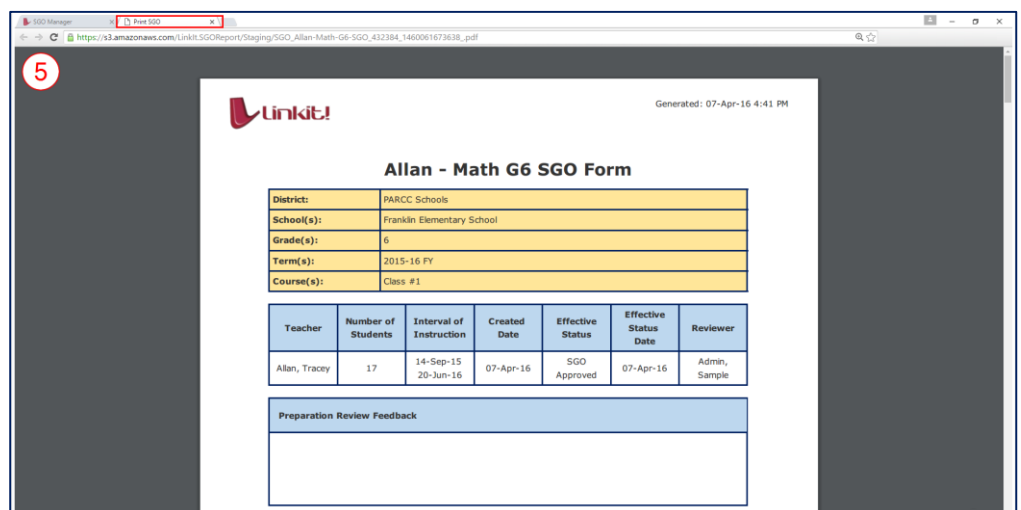 SGO Manager
Print SGO
https://s3.amazonaws.com/LinkIt.SGOReport/Staging/SGO_Allan-Math-G6-SGO_432384_1460061673638_.pdf
5
Linkit!
Generated: 07-Apr-16 4:41 PM
Allan - Math G6 SGO Form
District: PARCC Schools
School(s): Franklin Elementary School
Grade(s): 6
Term(s): 2015-16 FY
Course(s): Class #1
Teacher Number of Students Interval of Instruction Created Date Effective Status Effective Status Date Reviewer
Allan, Tracey 17 14-Sep-15 20-Jun-16 07-Apr-16 SGO Approved 07-Apr-16 Admin, Sample
Preparation Review Feedback